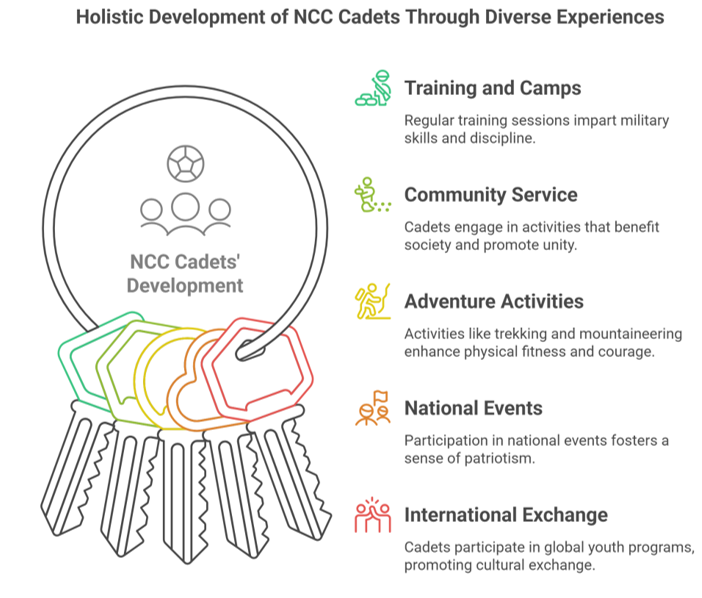 Holistic Development of NCC Cadets Through Diverse Experiences
NCC Cadets'
Development
Training and Camps
Regular training sessions impart military
skills and discipline.
Community Service
Cadets engage in activities that benefit
society and promote unity.
Adventure Activities
Activities like trekking and mountaineering
enhance physical fitness and courage.
National Events
Participation in national events fosters a
sense of patriotism.
International Exchange
Cadets participate in global youth programs,
promoting cultural exchange.